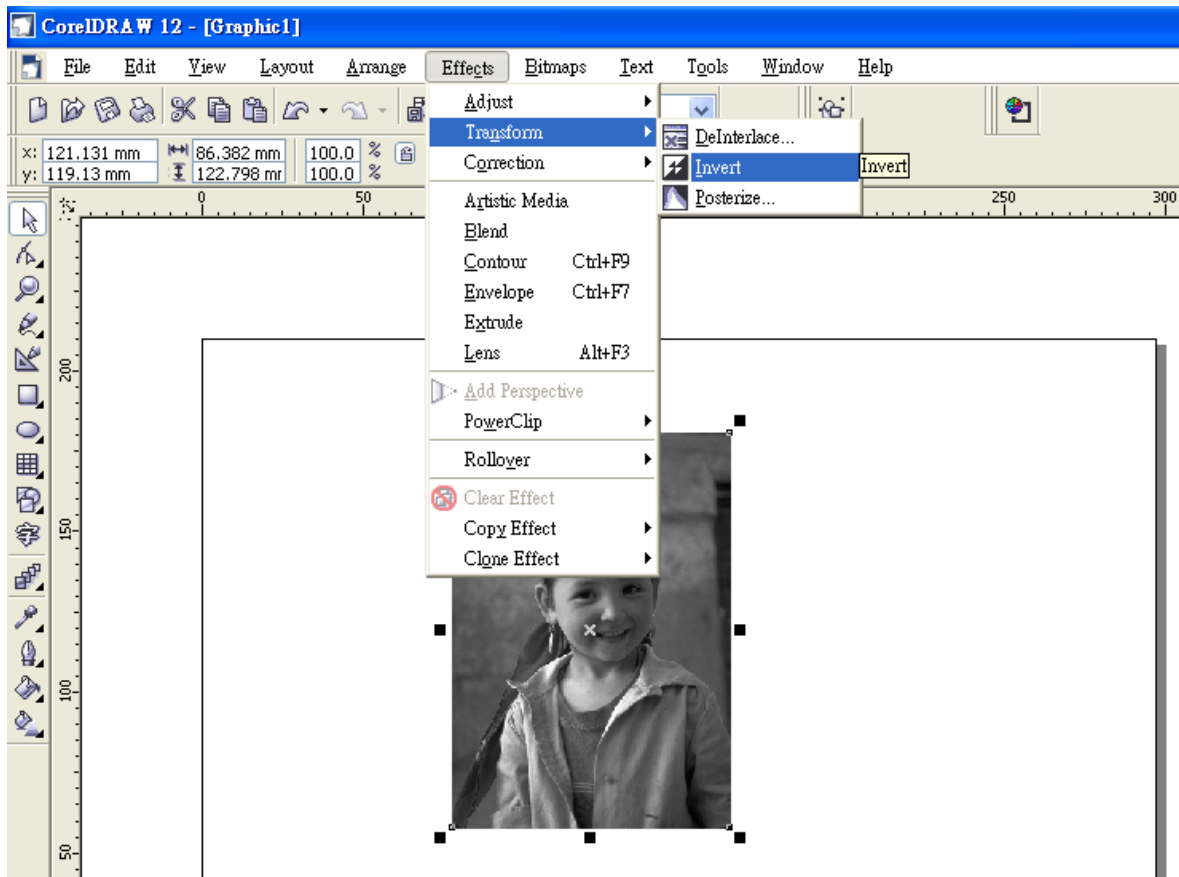 CorelDRAW 12 - [Graphic1]
File Edit View Layout Arrange Effects Bitmaps Text Tools Window Help
x: 121.131 mm 86.382 mm 100.0 %
y: 119.13 mm 122.798 mr 100.0 %
Adjust
Transform
Correction
Artistic Media
Blend
Contour Ctrl+F9
Envelope Ctrl+F7
Extrude
Lens Alt+F3
Add Perspective
PowerClip
Rollover
Clear Effect
Copy Effect
Clone Effect
DeInterlace...
Invert
Posterize...
Invert
0 50 250 300
200
150
100
50
字